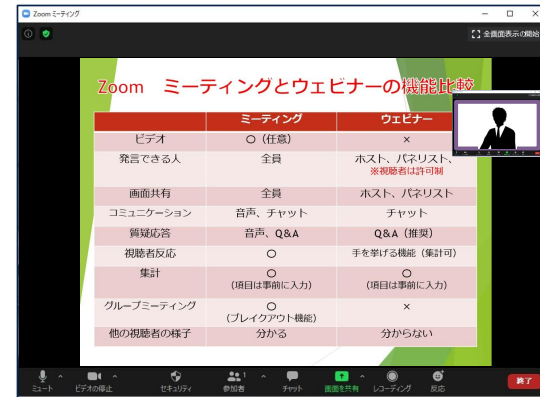 Zoom ミーティング
全画面表示の開始
Zoom ミーティングとウェビナーの機能比較
ミーティング ウェビナー
ビデオ 〇（任意） ×
発言できる人 全員 ホスト、パネリスト、
※視聴者は許可制
画面共有 全員 ホスト、パネリスト
コミュニケーション 音声、チャット チャット
質疑応答 音声、Q&A Q&A（推奨）
視聴者反応 〇 手を挙げる機能（集計可）
集計 〇 〇
（項目は事前に入力） （項目は事前に入力）
グループミーティング 〇 ×
（ブレイクアウト機能）
他の視聴者の様子 分かる 分からない
1
ミュート ビデオの停止 セキュリティ 参加者 チャット 画面を共有 レコーディング 反応 終了